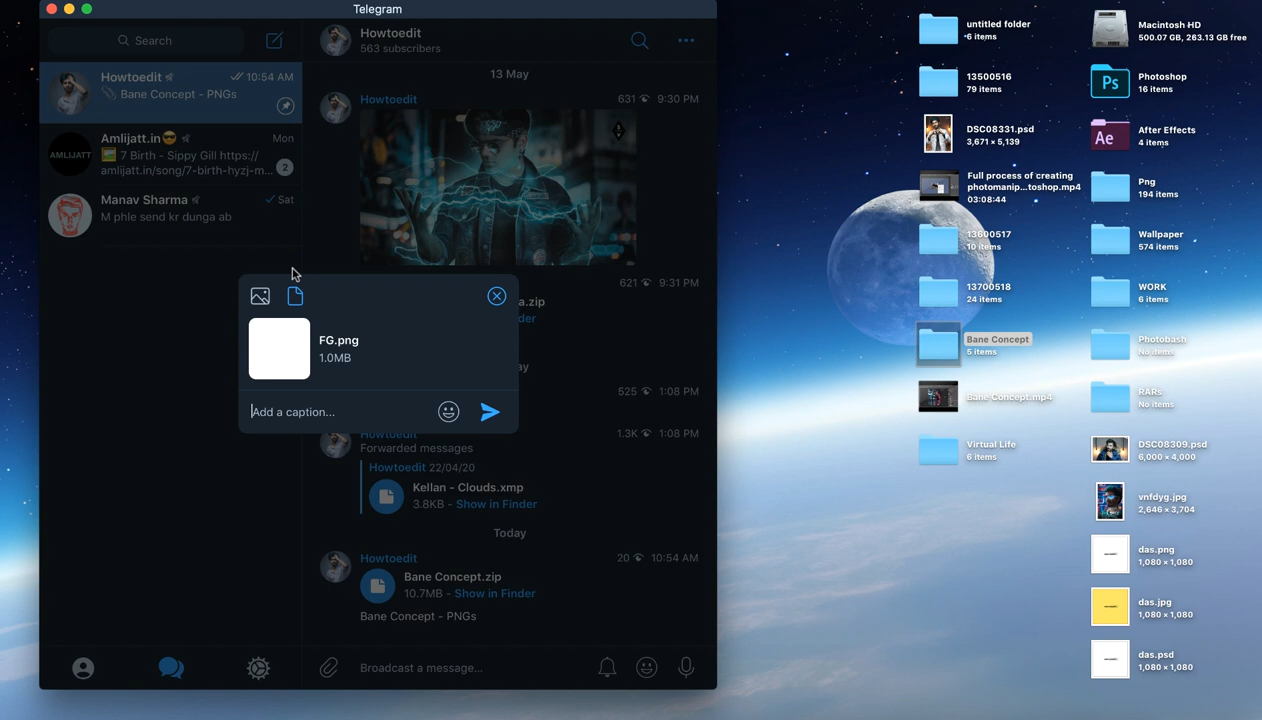 Telegram
Search
Howtoedit
10:54 AM
Bane Concept - PNGs
AMLIJATT
Amlijatt.in😎
Mon
7 Birth - Sippy Gill https://
amlijatt.in/song/7-birth-hyzj-m...
2
Manav Sharma
Sat
M phle send kr dunga ab
Howtoedit
563 subscribers
13 May
Howtoedit
631
9:30 PM
621
9:31 PM
a.zip
der
ay
525
1:08 PM
Howtoedit
1.3K
1:08 PM
Forwarded messages
Howtoedit 22/04/20
Kellan - Clouds.xmp
3.8KB - Show in Finder
Today
Howtoedit
20
10:54 AM
Bane Concept.zip
10.7MB - Show in Finder
Bane Concept - PNGs
Broadcast a message...
FG.png
1.0MB
Add a caption...
untitled folder
6 items
13500516
79 items
DSC08331.psd
3,671 × 5,139
Full process of creating
photomanip...toshop.mp4
03:08:44
13600517
10 items
13700518
24 items
Bane Concept
5 items
Bane Concept.mp4
Virtual Life
6 items
Macintosh HD
500.07 GB, 263.13 GB free
Ps
Photoshop
16 items
Ae
After Effects
4 items
Png
194 items
Wallpaper
574 items
WORK
6 items
Photobash
No items
RARs
No items
DSC08309.psd
6,000 × 4,000
vnfdyg.jpg
2,646 × 3,704
das.png
1,080 × 1,080
das.jpg
1,080 × 1,080
das.psd
1,080 × 1,080